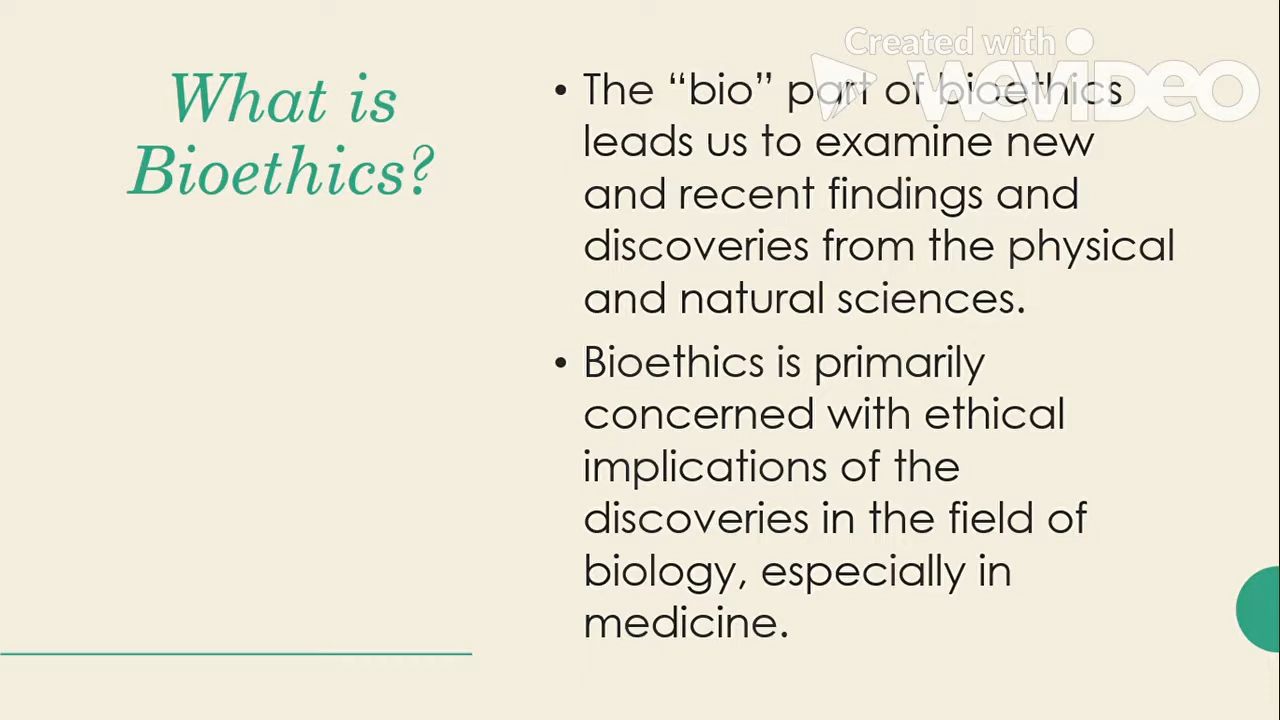 What is
Bioethics?
Created with
WeVideo
• The “bio” part of bioethics
leads us to examine new
and recent findings and
discoveries from the physical
and natural sciences.
• Bioethics is primarily
concerned with ethical
implications of the
discoveries in the field of
biology, especially in
medicine.